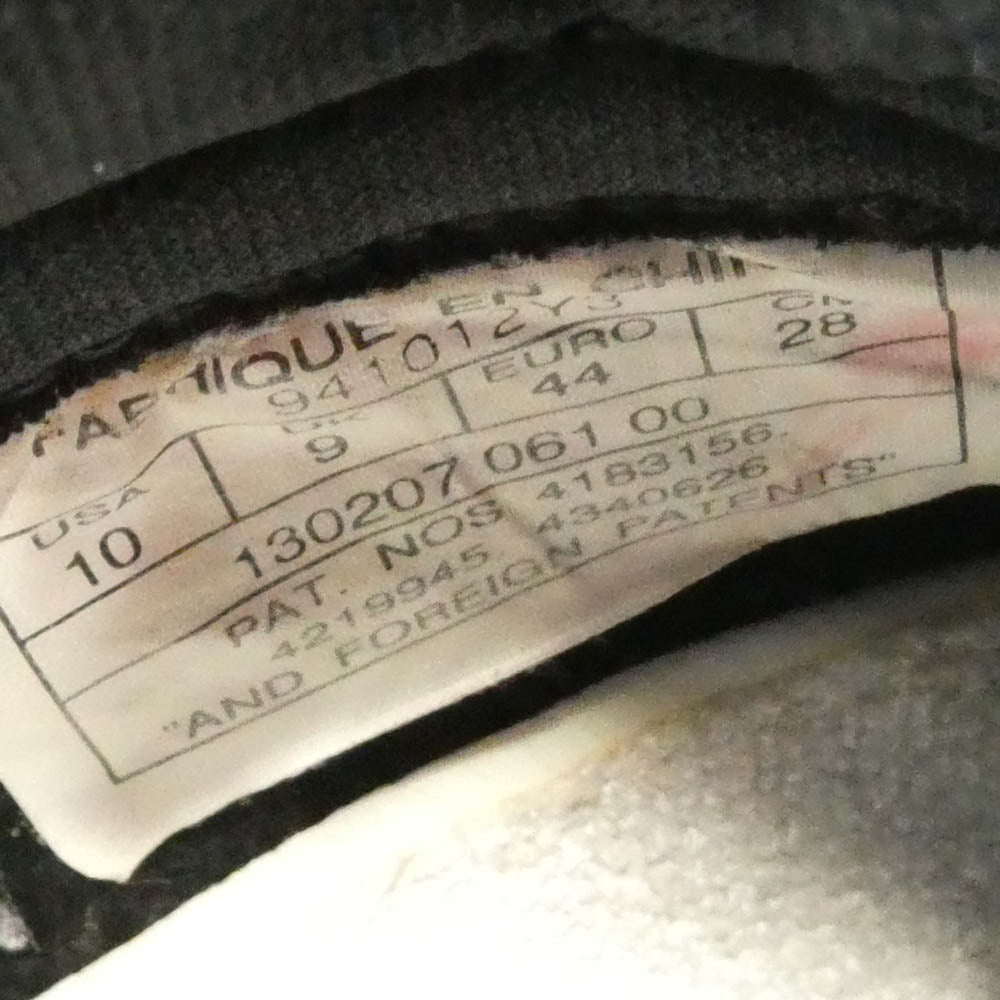 FABRIQUE EN CHINE
941012Y3
USA UK EURO CM
10 9 44 28
130207 061 00
PAT. NOS 4183156.
4219945. 4340626
"AND FOREIGN PATENTS"